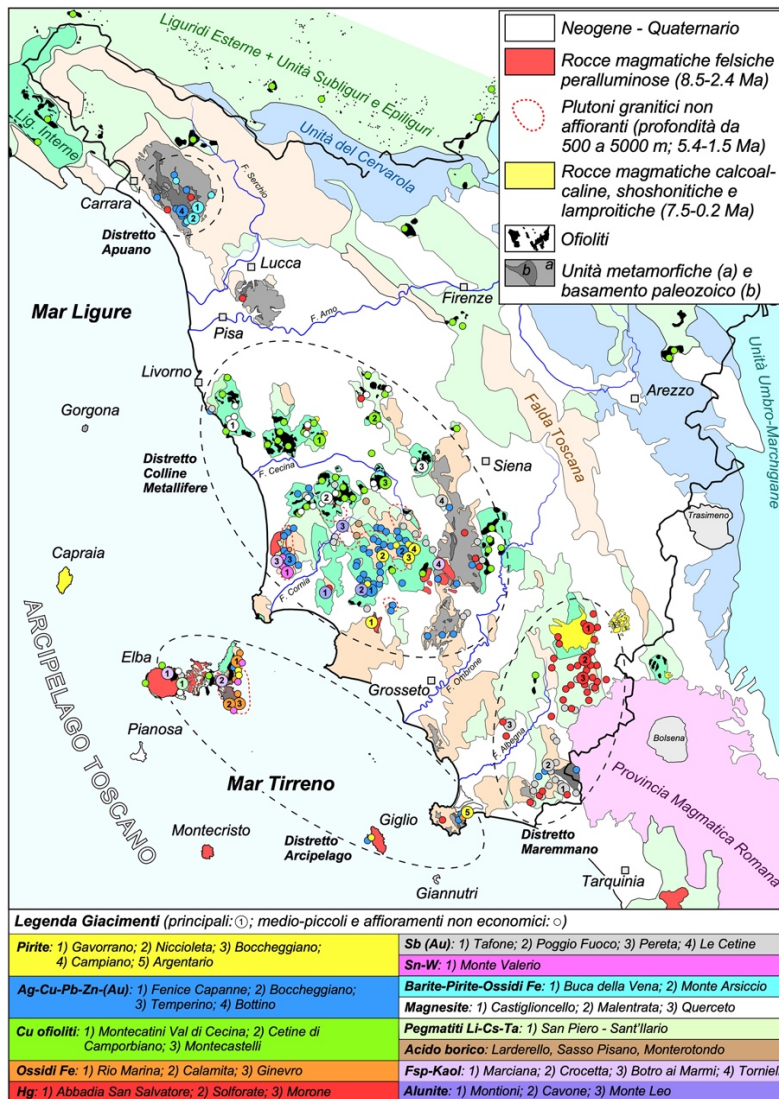 Neogene - Quaternario
Rocce magmatiche felsiche
peralluminose (8.5-2.4 Ma)
Plutoni granitici non
affioranti (profondità da
500 a 5000 m; 5.4-1.5 Ma)
Rocce magmatiche calcoal-
caline, shoshonitiche e
lamproitiche (7.5-0.2 Ma)
Ofioliti
a
b
Unità metamorfiche (a) e
basamento paleozoico (b)
Liguridi Esterne + Unità Subliguri e Epiliguri
Lig. Interne
Unità del Cervarola
F. Serchio
Carrara
Distretto
Apuano
Lucca
Firenze
Mar Ligure
Pisa
F. Arno
Livorno
Gorgona
Arezzo
Unità Umbro-Marchigiane
Falda Toscana
Distretto
Colline
Metallifere
F. Cecina
Siena
Trasimeno
Capraia
F. Cornia
ARCIPELAGO TOSCANO
Elba
Grosseto
F. Ombrone
Pianosa
F. Albegna
Bolsena
Mar Tirreno
Provincia Magmatica Romana
Montecristo
Distretto
Arcipelago
Giglio
Distretto
Maremmano
Giannutri
Tarquinia
Legenda Giacimenti (principali: ①; medio-piccoli e affioramenti non economici: ○)
Pirite: 1) Gavorrano; 2) Niccioleta; 3) Boccheggiano;
4) Campiano; 5) Argentario
Ag-Cu-Pb-Zn-(Au): 1) Fenice Capanne; 2) Boccheggiano;
3) Temperino; 4) Bottino
Cu ofioliti: 1) Montecatini Val di Cecina; 2) Cetine di
Camporbiano; 3) Montecastelli
Ossidi Fe: 1) Rio Marina; 2) Calamita; 3) Ginevro
Hg: 1) Abbadia San Salvatore; 2) Solforate; 3) Morone
Sb (Au): 1) Tafone; 2) Poggio Fuoco; 3) Pereta; 4) Le Cetine
Sn-W: 1) Monte Valerio
Barite-Pirite-Ossidi Fe: 1) Buca della Vena; 2) Monte Arsiccio
Magnesite: 1) Castiglioncello; 2) Malentrata; 3) Querceto
Pegmatiti Li-Cs-Ta: 1) San Piero - Sant'Ilario
Acido borico: Larderello, Sasso Pisano, Monterotondo
Fsp-Kaol: 1) Marciana; 2) Crocetta; 3) Botro ai Marmi; 4) Torniell
Alunite: 1) Montioni; 2) Cavone; 3) Monte Leo